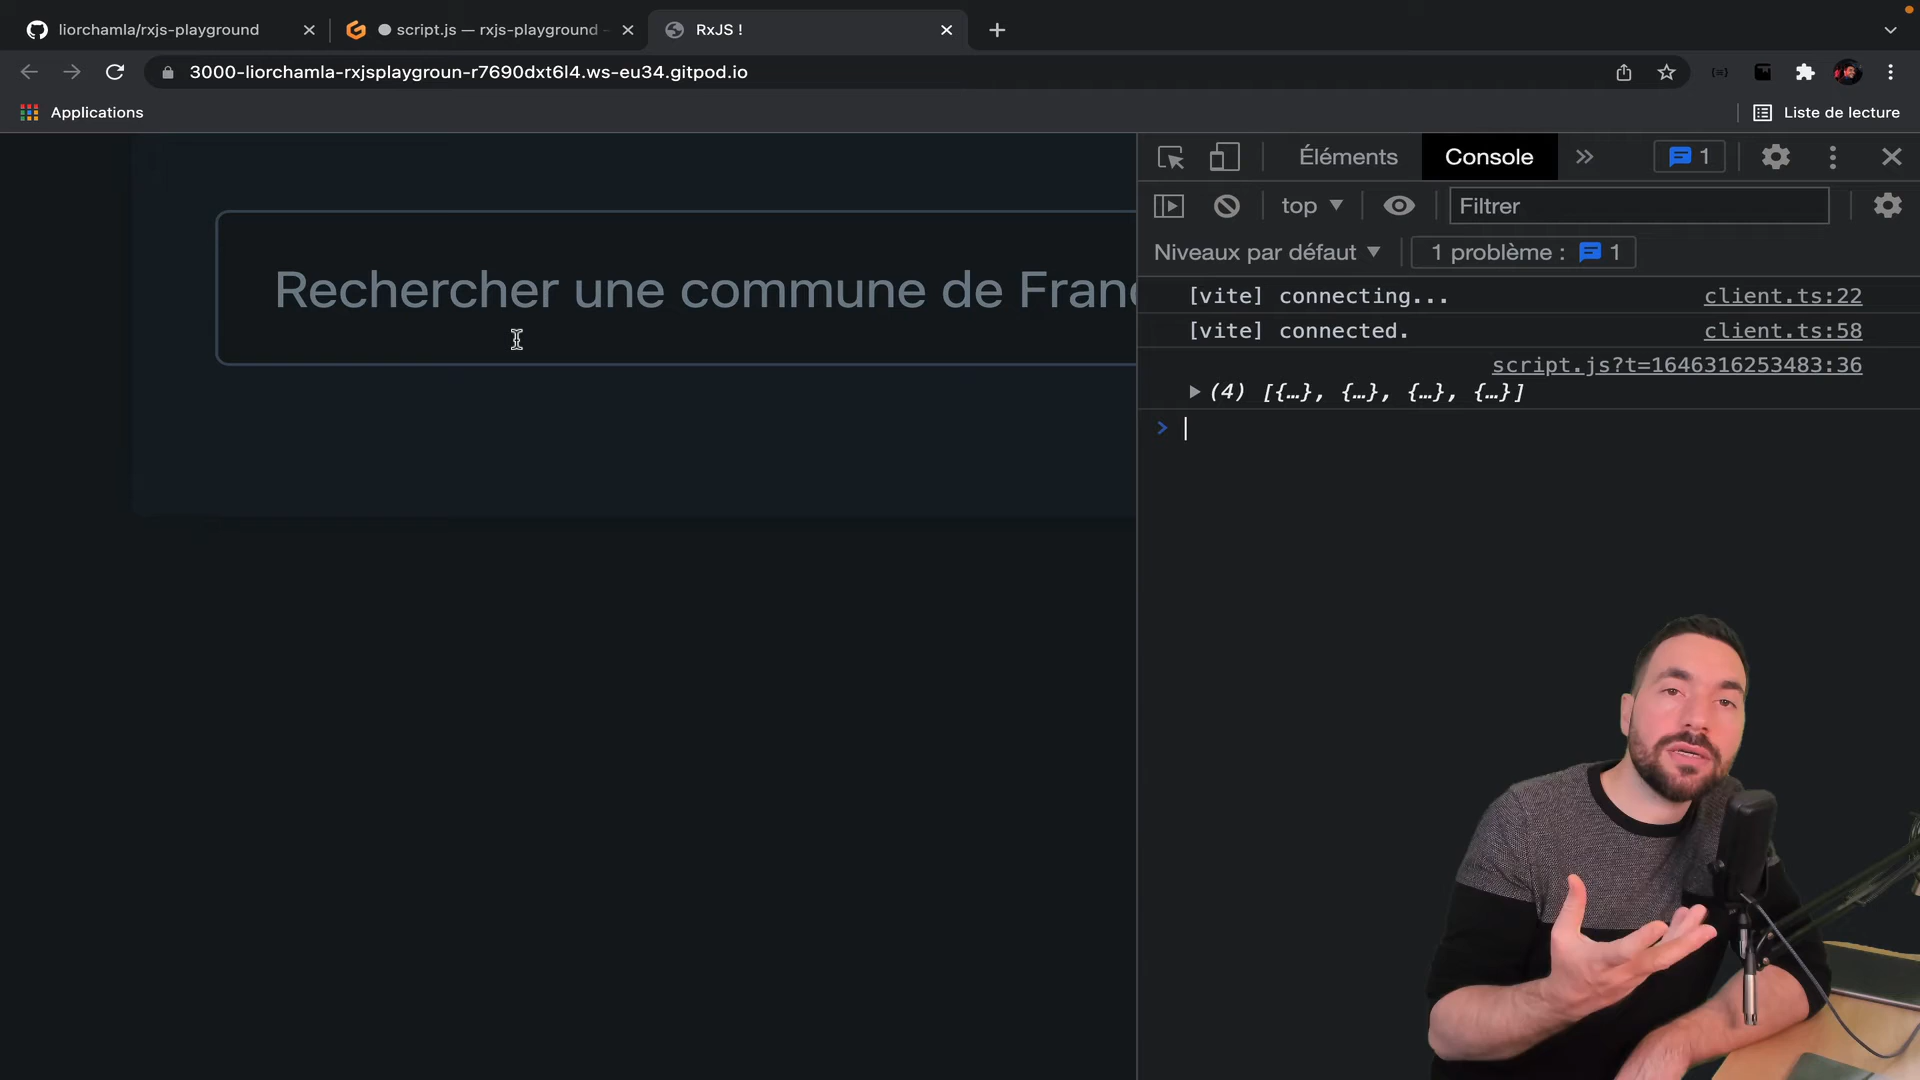 liorchamla/rxjs-playground
script.js — rxjs-playground -
RxJS !
3000-liorchamla-rxjsplaygroun-r7690dxt6l4.ws-eu34.gitpod.io
Applications
Liste de lecture
Éléments
Console
1
top
Filtrer
Niveaux par défaut
1 problème : 1
Rechercher une commune de Franc
[vite] connecting... client.ts:22
[vite] connected. client.ts:58
script.js?t=1646316253483:36
(4) [{…}, {…}, {…}, {…}]